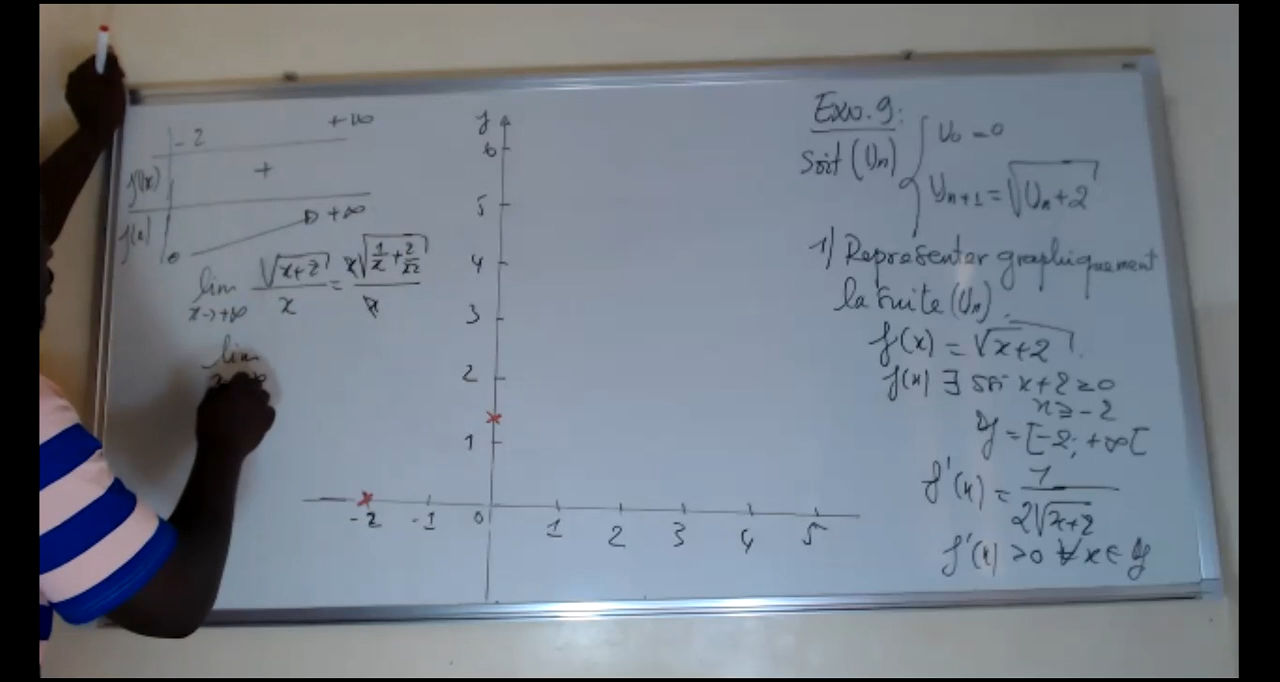 -2 +∞
f'(x) +
f(x) 0 +∞
lim x→+∞ √(x+2)/x = x√(1/x+2/x²)/x
lim
y
6
5
4
3
2
1
-2 -1 0 1 2 3 4 5
Exo.9:
Soit (Un) { U0 = 0
Un+1 = √(Un+2)
1) Representer graphiquement
la suite (Un).
f(x) = √(x+2).
f(x) ∃ ssi x+2≥0
x ≥ -2
Df = [-2; +∞[
f'(x) = 1/(2√(x+2))
f'(x) >0 ∀ x ∈ Df